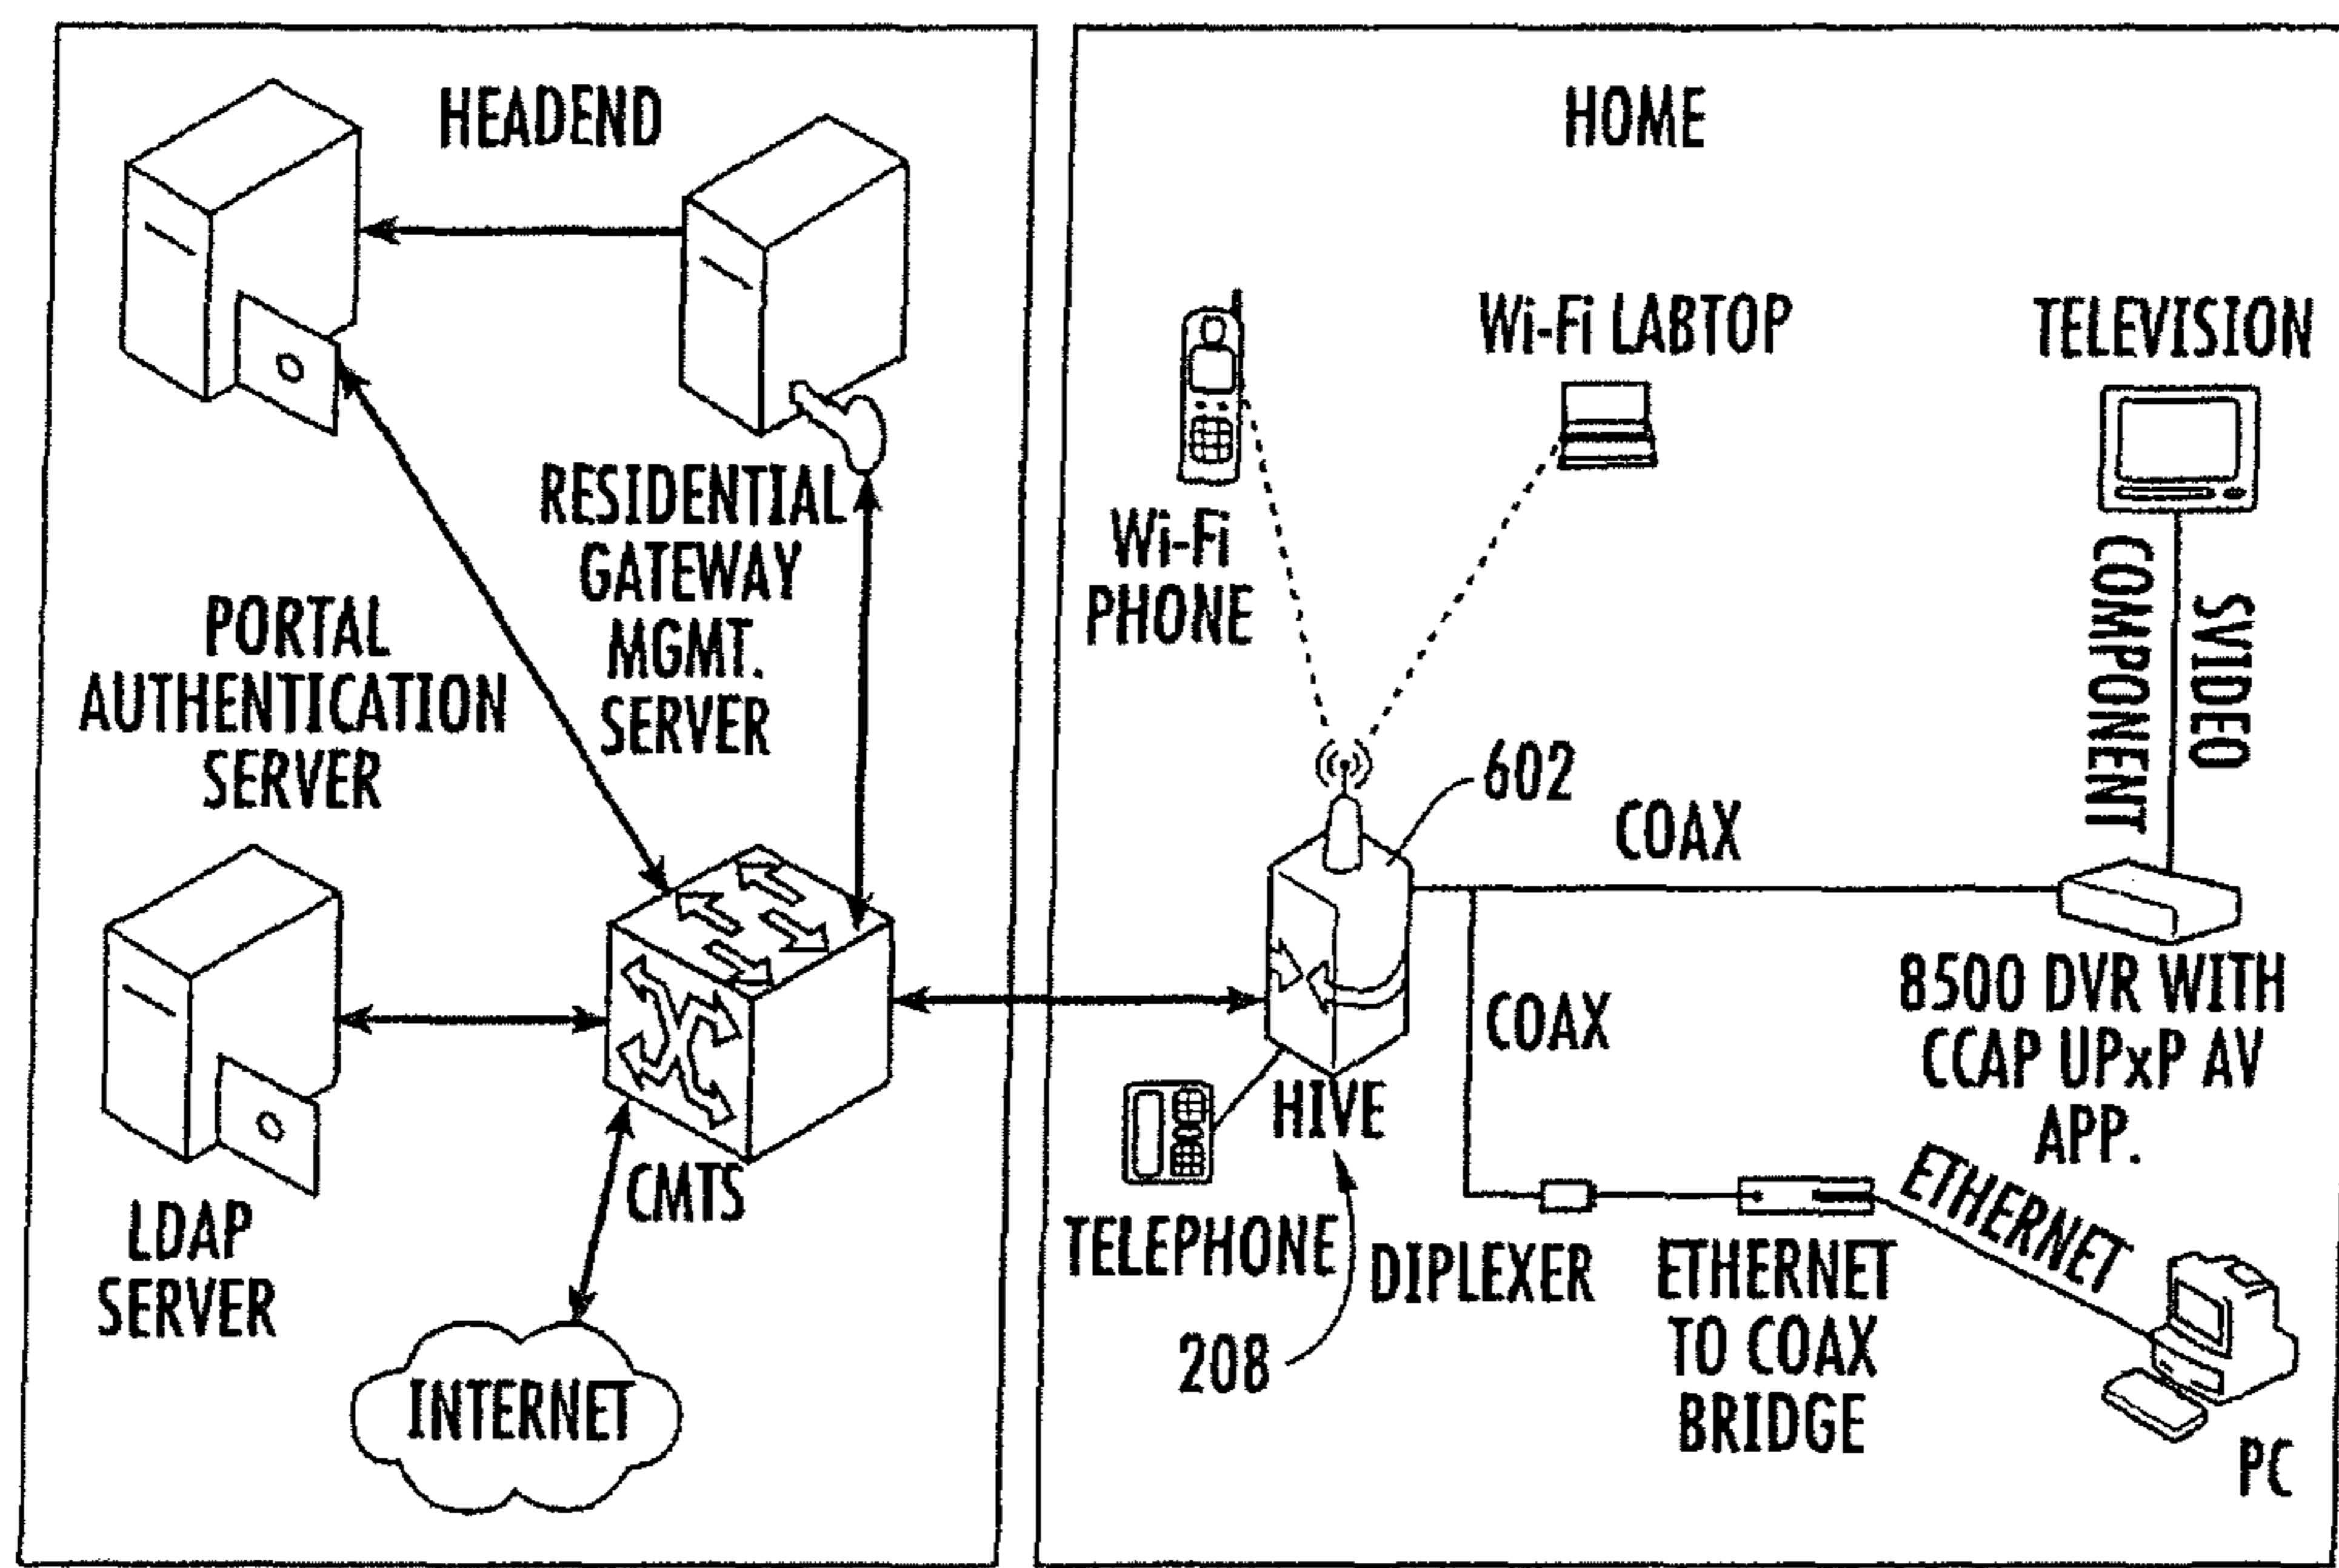 HEADEND
RESIDENTIAL
GATEWAY
MGMT.
SERVER
PORTAL
AUTHENTICATION
SERVER
LDAP
SERVER
CMTS
INTERNET
HOME
Wi-Fi
PHONE
Wi-Fi LABTOP
TELEVISION
COMPONENT
SVIDEO
602
COAX
COAX
8500 DVR WITH
CCAP UPxP AV
APP.
HIVE
TELEPHONE
208
DIPLEXER
ETHERNET
TO COAX
BRIDGE
ETHERNET
PC